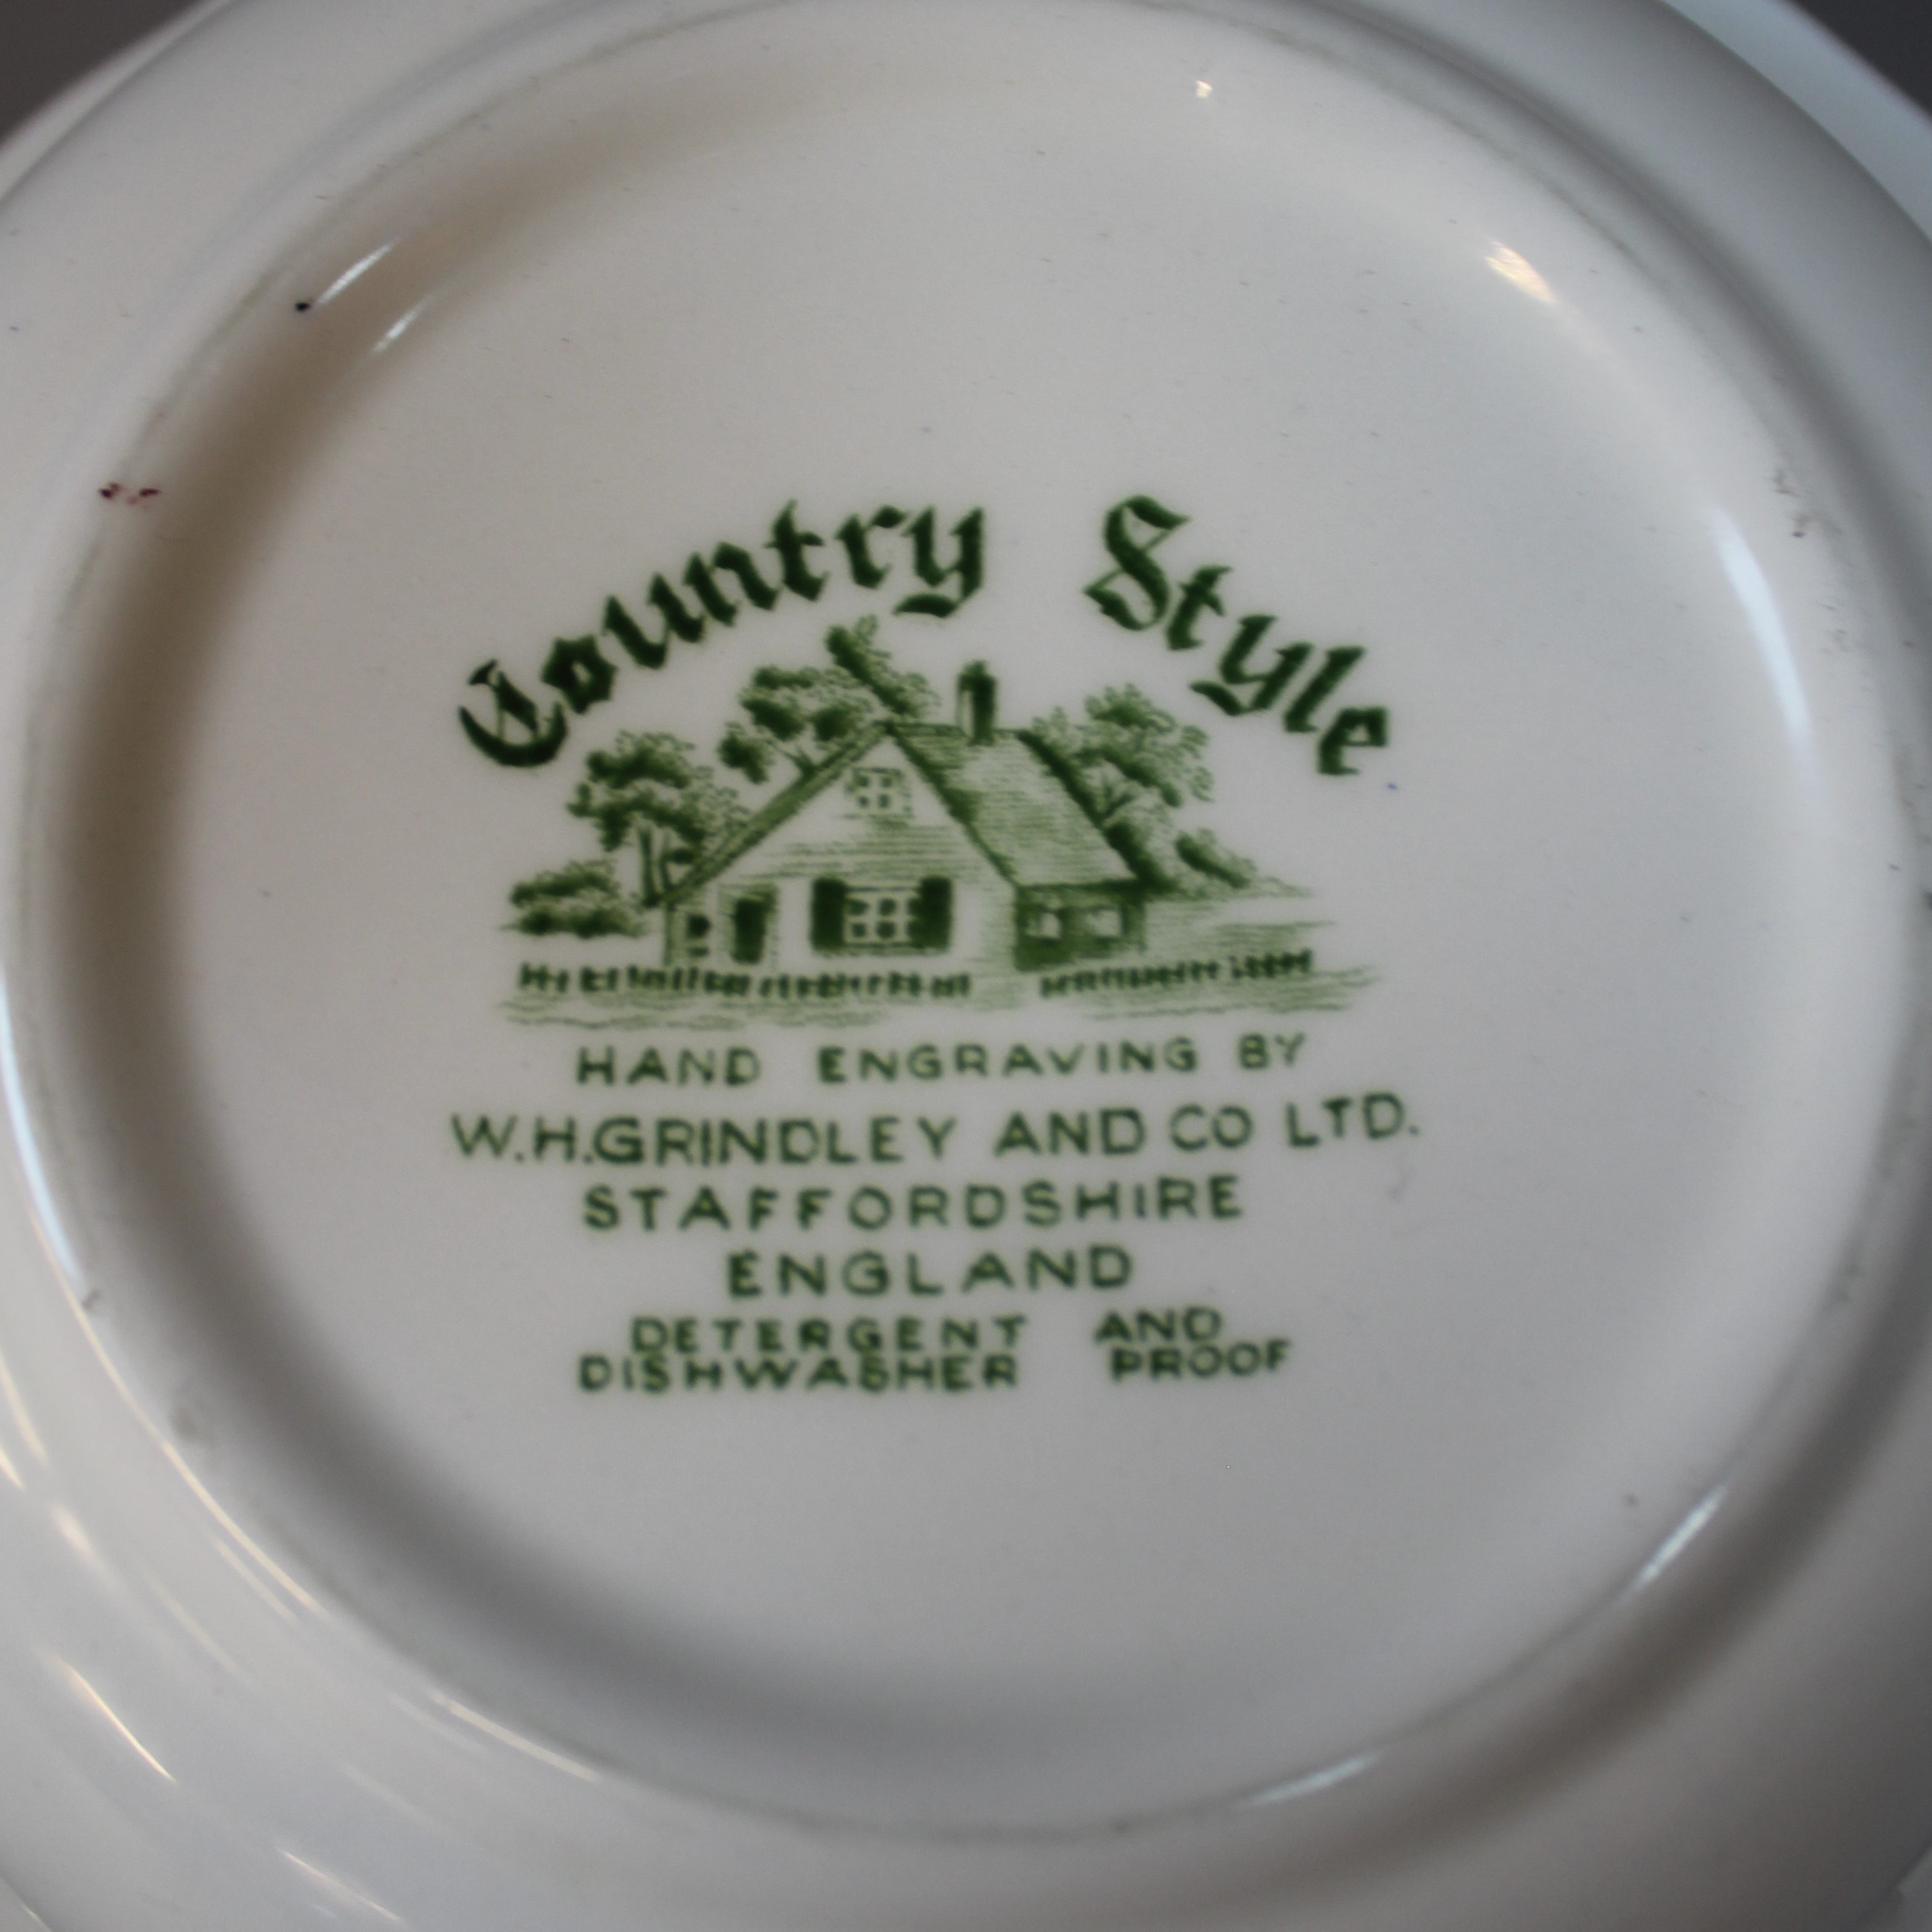 Country Style
HAND ENGRAVING BY
W.H.GRINDLEY AND CO LTD.
STAFFORDSHIRE
ENGLAND
DETERGENT AND
DISHWASHER PROOF